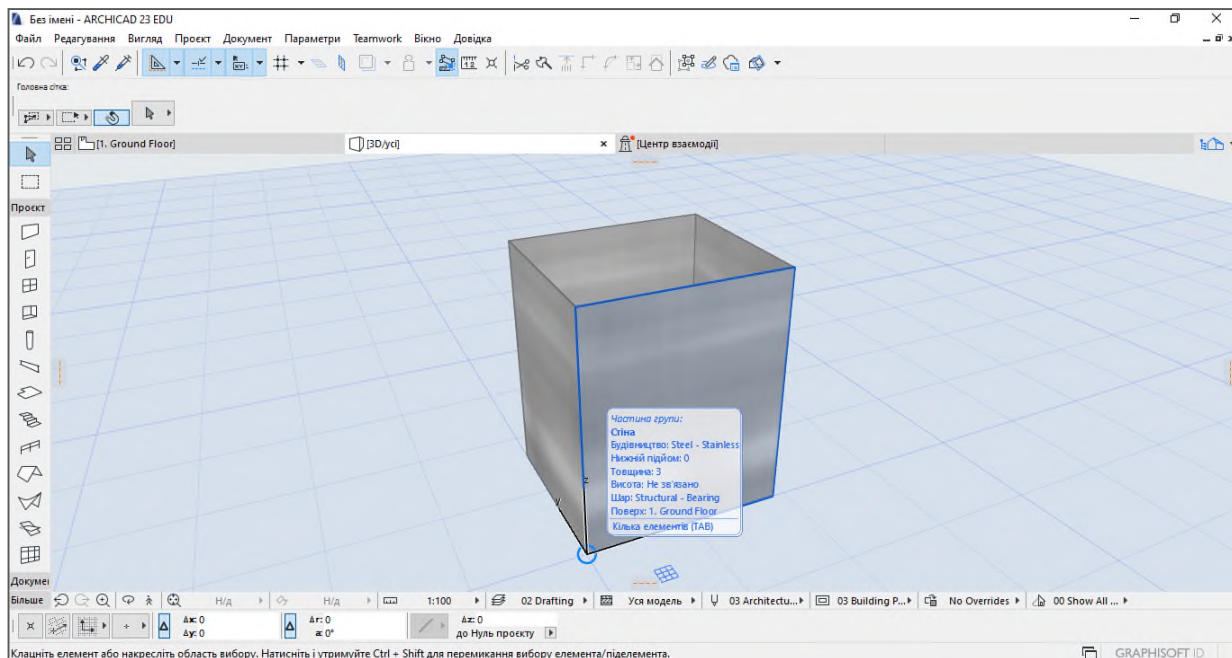 Без імені - ARCHICAD 23 EDU
Файл Редагування Вигляд Проєкт Документ Параметри Teamwork Вікно Довідка
Головна сітка:
[1. Ground Floor] [3D/усі] [Центр взаємодії]
Проєкт
Частина групи:
Стіна
Будівництво: Steel - Stainless
Нижній підйом: 0
Товщина: 3
z
y
Висота: Не зв'язано
Шар: Structural - Bearing
Поверх: 1. Ground Floor
Кілька елементів (TAB)
Докумеı
Більше Н/д Н/д 1:100 02 Drafting Уся модель 03 Architectu... 03 Building P... No Overrides 00 Show All ...
Δx: 0 Δr: 0 Δz: 0
Δy: 0 a: 0° до Нуль проєкту
Клацніть елемент або накресліть область вибору. Натисніть і утримуйте Ctrl + Shift для перемикання вибору елемента/піделемента. GRAPHISOFT ID